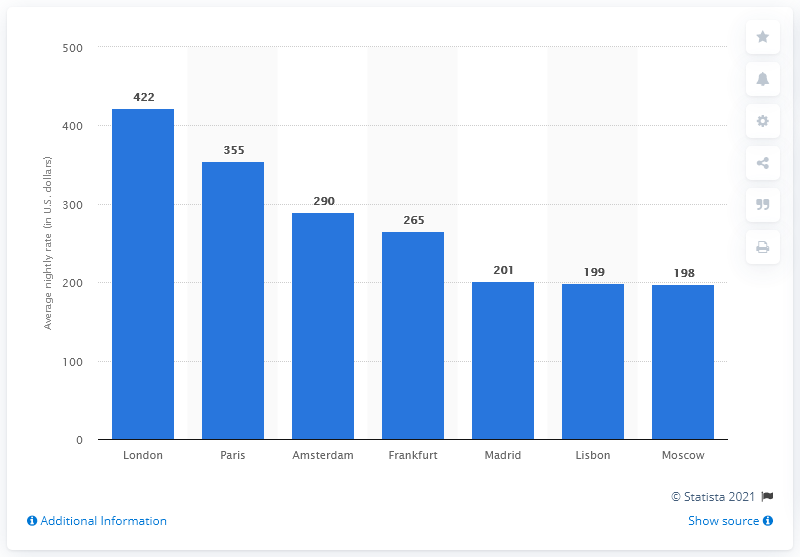 500
400
300
200
100
0
Average nightly rate (in U.S. dollars)
422
355
290
265
201
199
198
London
Paris
Amsterdam
Frankfurt
Madrid
Lisbon
Moscow
© Statista 2021
Additional Information
Show source